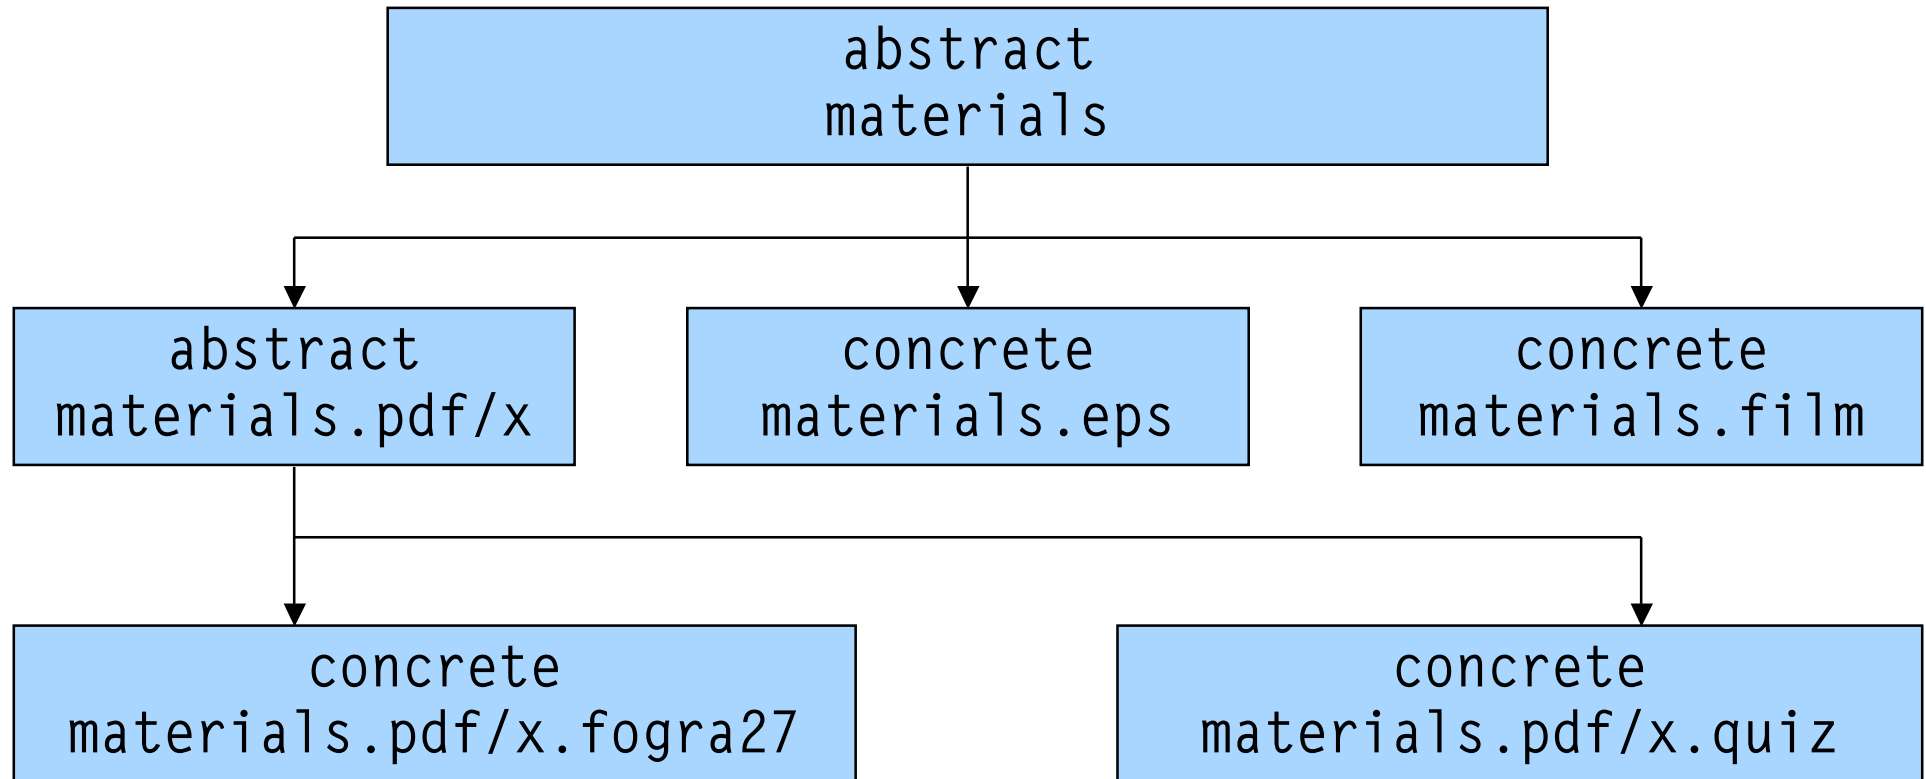 abstract
materials
abstract
materials.pdf/x
concrete
materials.eps
concrete
materials.film
concrete
materials.pdf/x.fogra27
concrete
materials.pdf/x.quiz